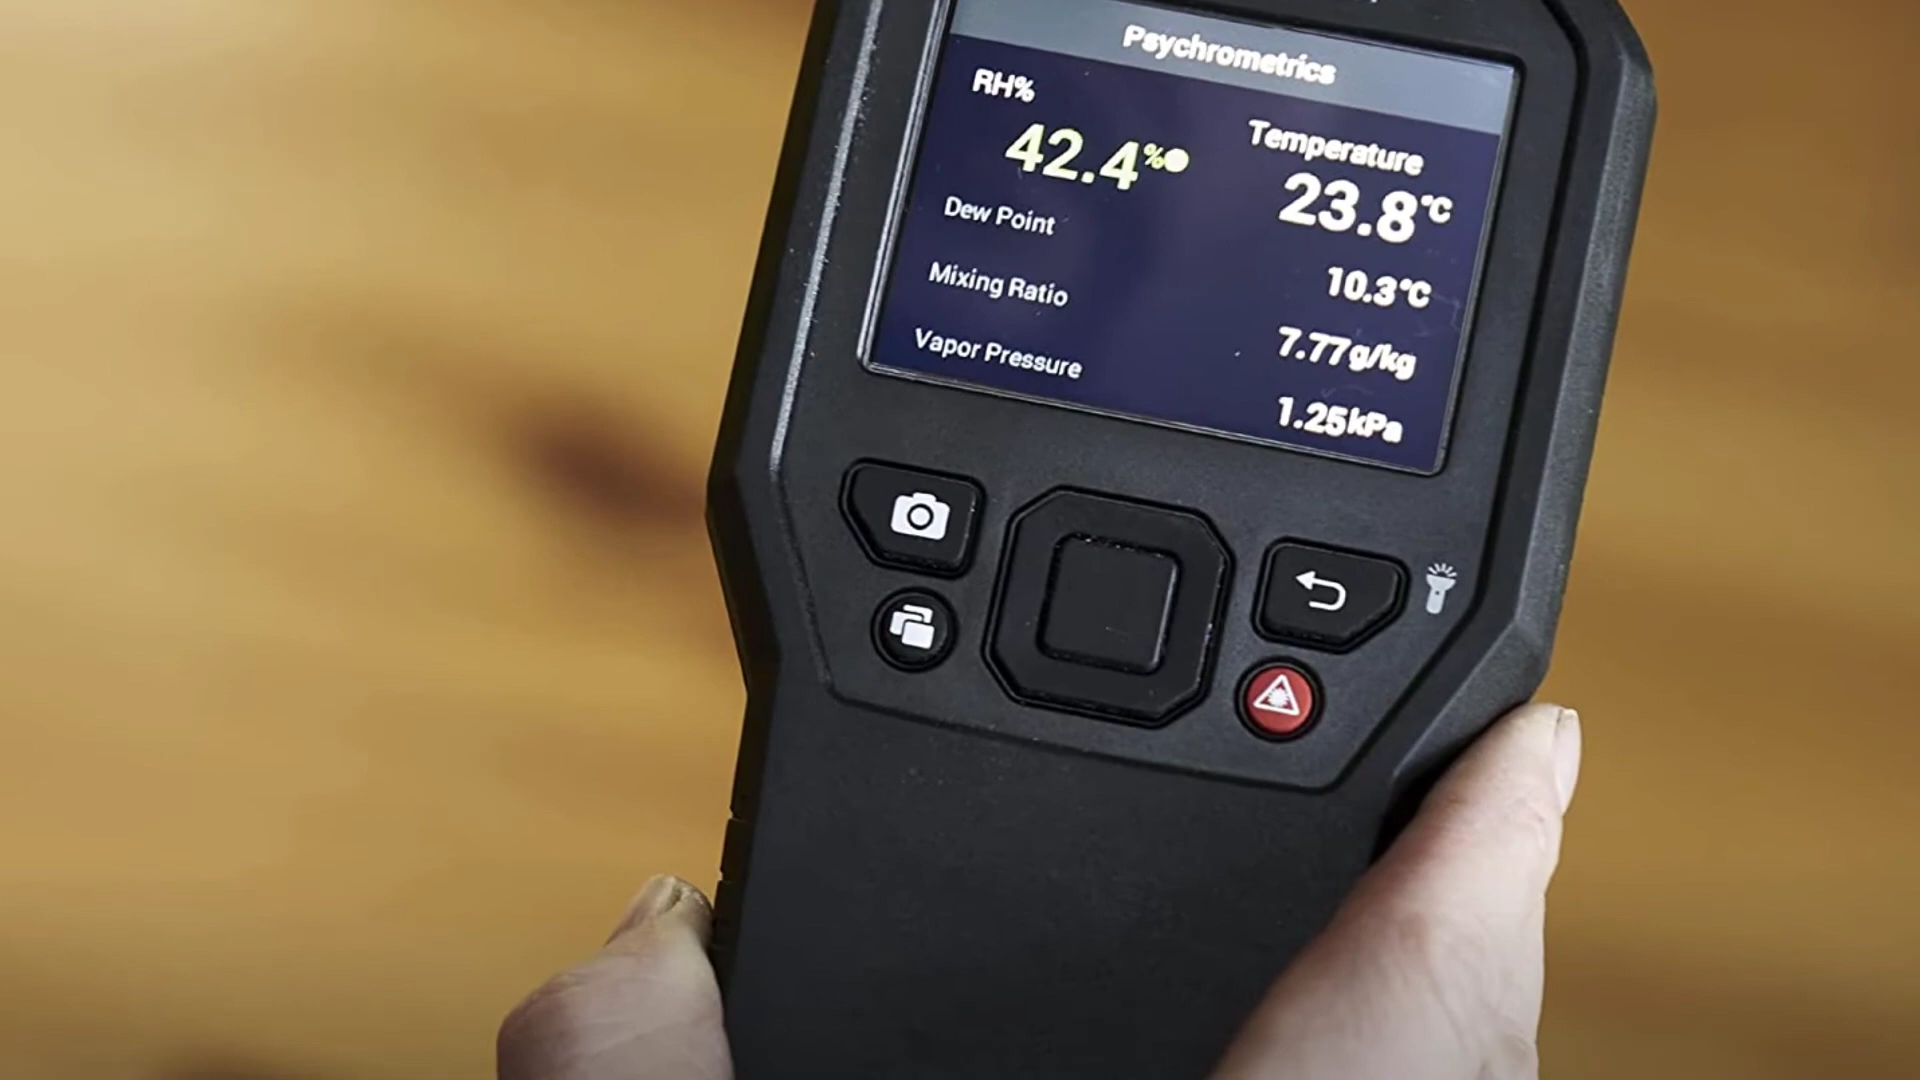 Psychrometrics
RH%
42.4%
Temperature
23.8°C
Dew Point
10.3°C
Mixing Ratio
7.77g/kg
Vapor Pressure
1.25kPa